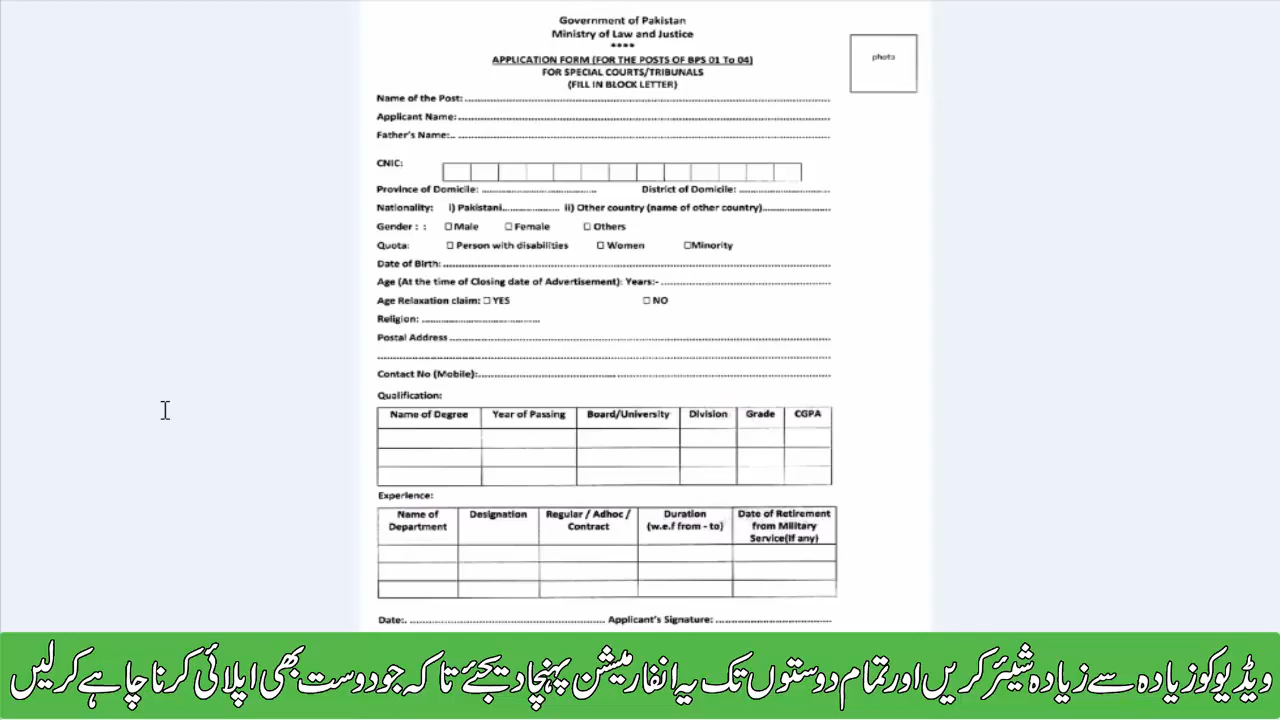 Government of Pakistan
Ministry of Law and Justice
****
APPLICATION FORM (FOR THE POSTS OF BPS 01 To 04)
FOR SPECIAL COURTS/TRIBUNALS
(FILL IN BLOCK LETTER)
photo
Name of the Post:
Applicant Name:
Father's Name:..
CNIC:
Province of Domicile: District of Domicile:
Nationality: i) Pakistani ii) Other country (name of other country)
Gender : : ☐ Male ☐ Female ☐ Others
Quota: ☐ Person with disabilities ☐ Women ☐Minority
Date of Birth:
Age (At the time of Closing date of Advertisement): Years:-
Age Relaxation claim: ☐ YES ☐ NO
Religion:
Postal Address
Contact No (Mobile):
Qualification:
Name of Degree Year of Passing Board/University Division Grade CGPA
Experience:
Name of Department Designation Regular / Adhoc / Contract Duration (w.e.f from - to) Date of Retirement from Military Service(If any)
Date:. Applicant's Signature:
ویڈیو کو زیادہ سے زیادہ شیئر کریں اور تمام دوستوں تک یہ انفارمیشن پہنچا دیجئے تاکہ جو دوست بھی اپلائی کرنا چاہے کر لیں